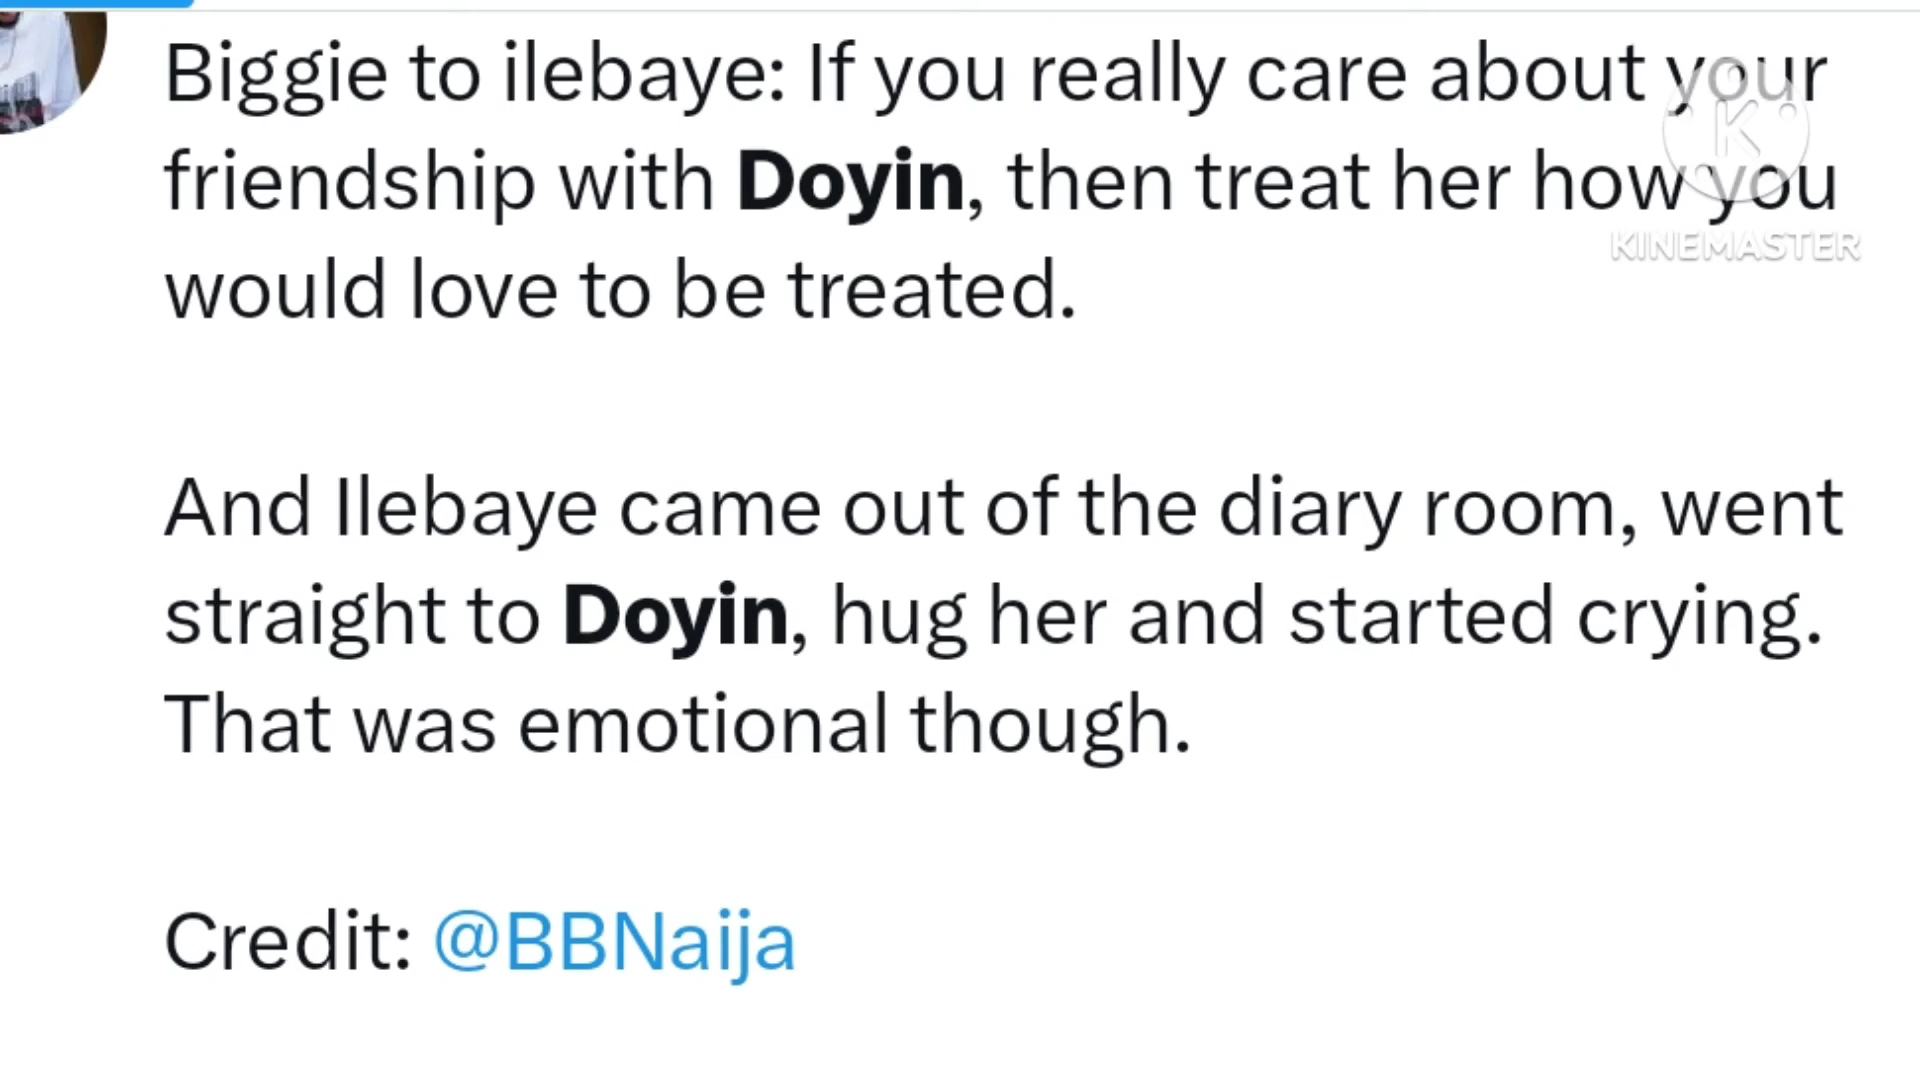 Biggie to ilebaye: If you really care about your
friendship with Doyin, then treat her how you
would love to be treated.
And Ilebaye came out of the diary room, went
straight to Doyin, hug her and started crying.
That was emotional though.
Credit: @BBNaija
K
KINEMASTER